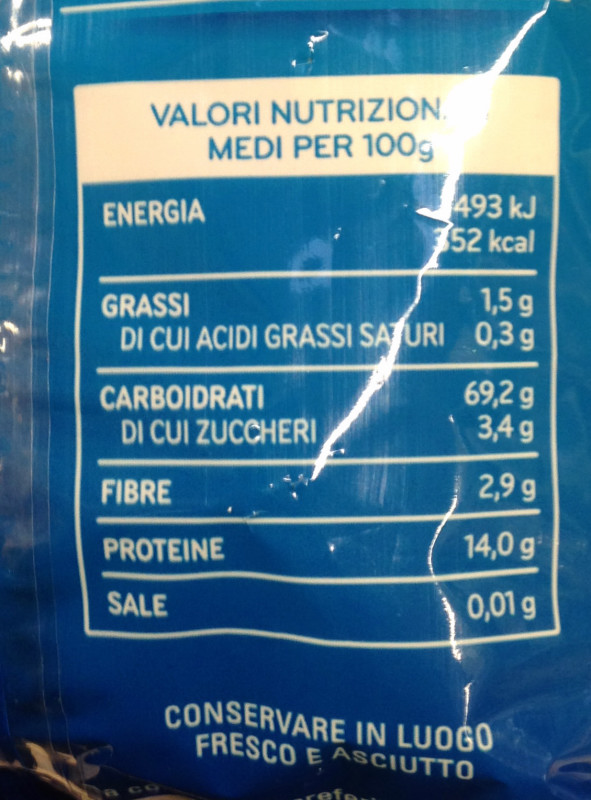 VALORI NUTRIZION
MEDI PER 100g
ENERGIA 493 kJ
52 kcal
GRASSI 1,5 g
DI CUI ACIDI GRASSI SATURI 0,3 g
CARBOIDRATI 69,2 g
DI CUI ZUCCHERI 3,4 g
FIBRE 2,9 g
PROTEINE 14,0 g
SALE 0,01 g
CONSERVARE IN LUOGO
FRESCO E ASCIUTTO